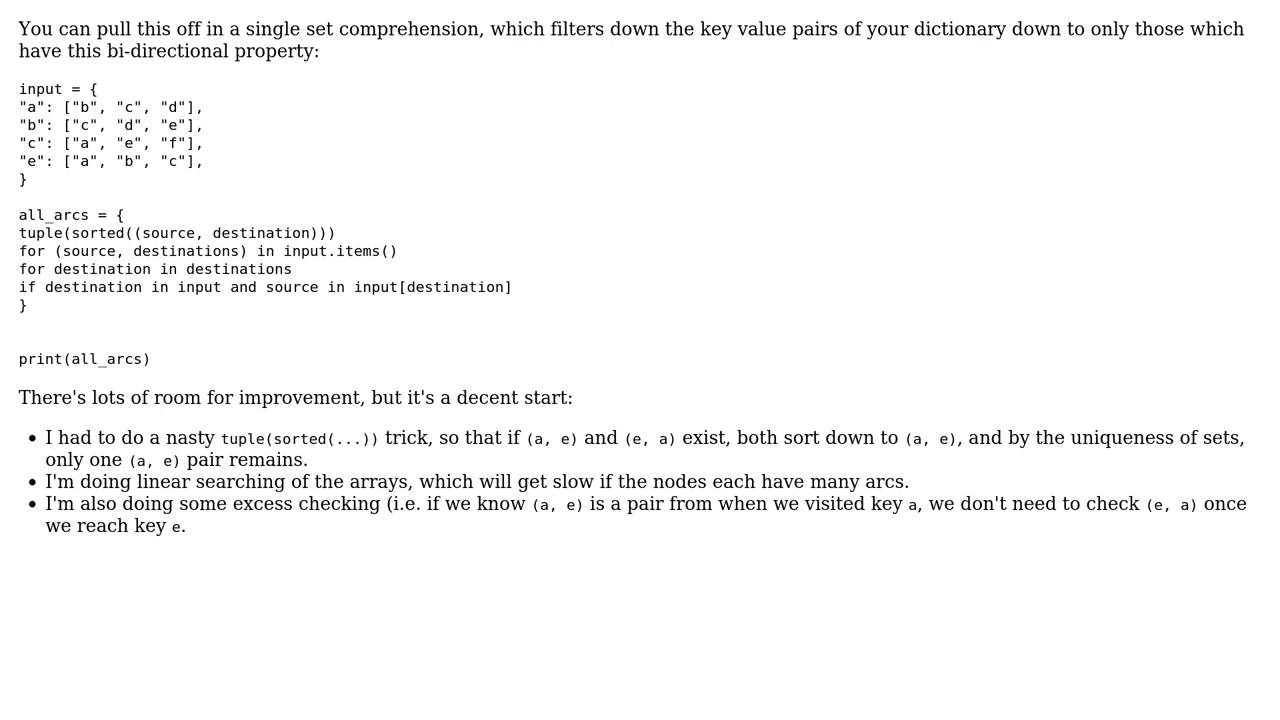 You can pull this off in a single set comprehension, which filters down the key value pairs of your dictionary down to only those which
have this bi-directional property:
input = {
"a": ["b", "c", "d"],
"b": ["c", "d", "e"],
"c": ["a", "e", "f"],
"e": ["a", "b", "c"],
}
all_arcs = {
tuple(sorted((source, destination)))
for (source, destinations) in input.items()
for destination in destinations
if destination in input and source in input[destination]
}
print(all_arcs)
There's lots of room for improvement, but it's a decent start:
• I had to do a nasty tuple(sorted(...)) trick, so that if (a, e) and (e, a) exist, both sort down to (a, e), and by the uniqueness of sets,
only one (a, e) pair remains.
• I'm doing linear searching of the arrays, which will get slow if the nodes each have many arcs.
• I'm also doing some excess checking (i.e. if we know (a, e) is a pair from when we visited key a, we don't need to check (e, a) once
we reach key e.